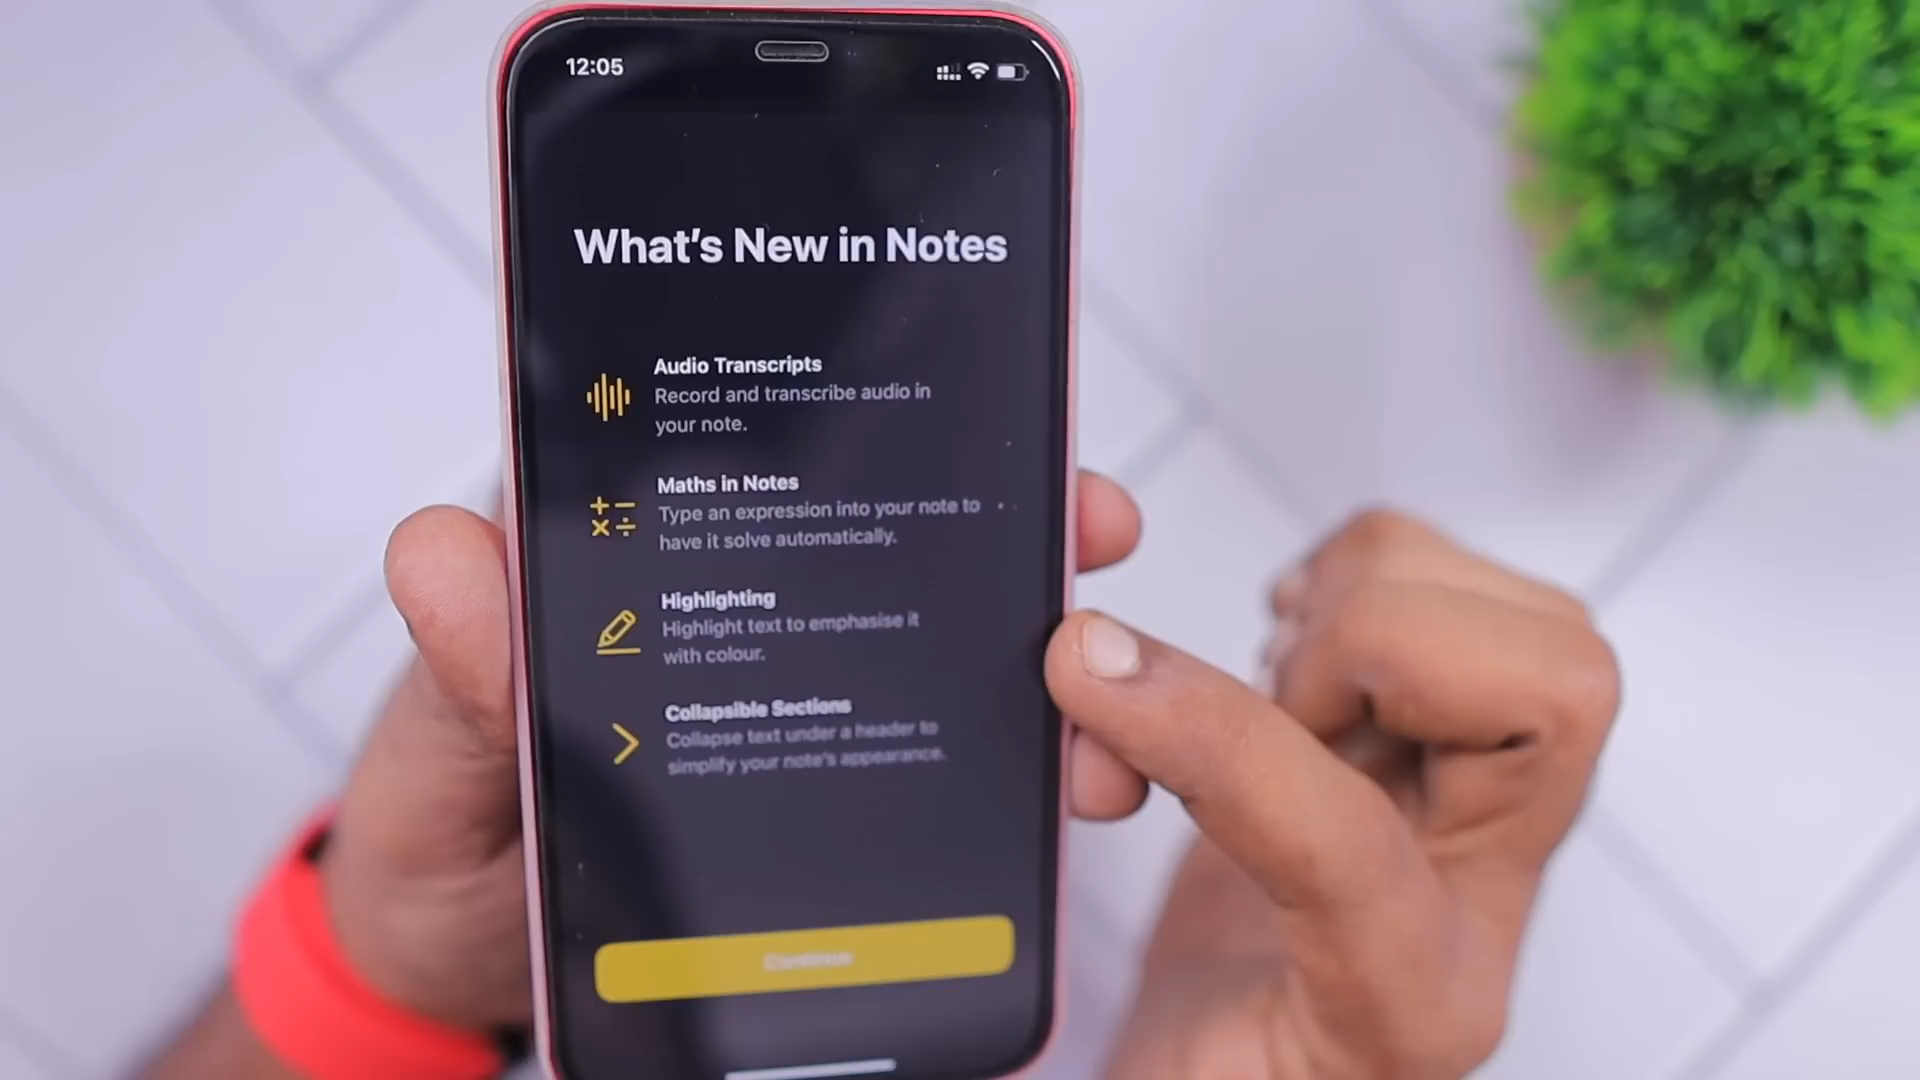 12:05
What's New in Notes
Audio Transcripts
Record and transcribe audio in
your note.
Maths in Notes
Type an expression into your note to
have it solve automatically.
Highlighting
Highlight text to emphasise it
with colour.
Collapsible Sections
Collapse text under a header to
simplify your note's appearance.
Continue